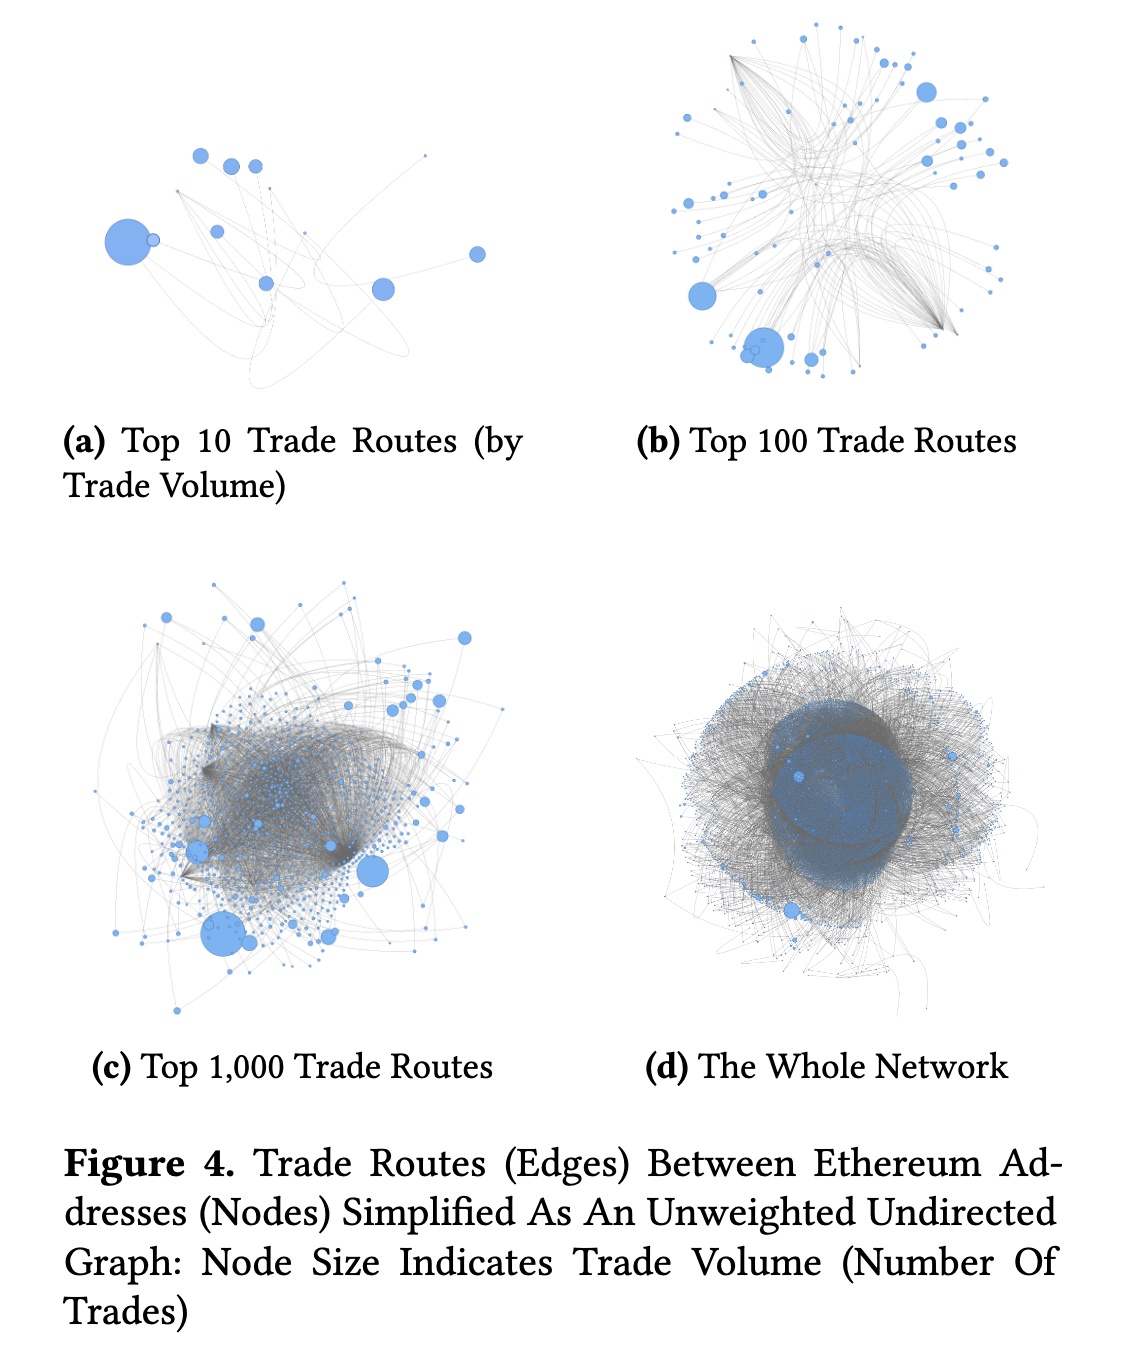 (a) Top 10 Trade Routes (by
Trade Volume)
(b) Top 100 Trade Routes
(c) Top 1,000 Trade Routes
(d) The Whole Network
Figure 4. Trade Routes (Edges) Between Ethereum Ad-
dresses (Nodes) Simplified As An Unweighted Undirected
Graph: Node Size Indicates Trade Volume (Number Of
Trades)